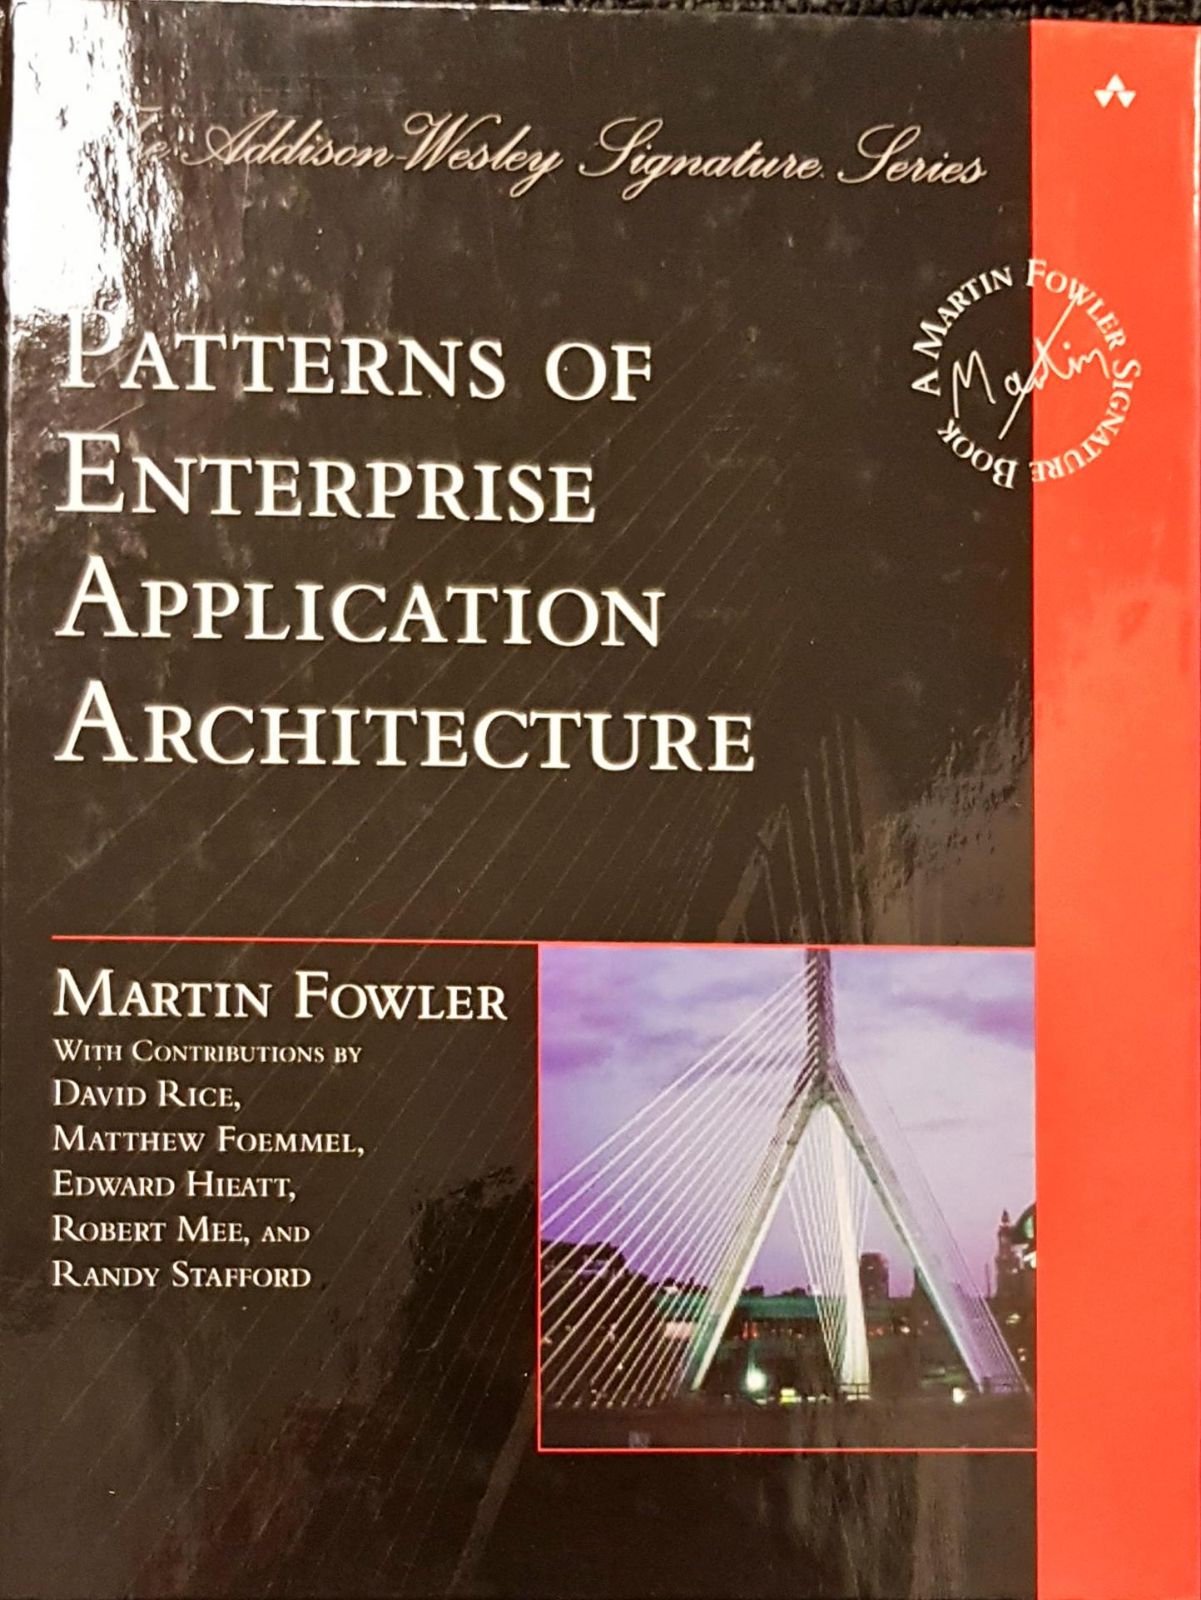 The Addison-Wesley Signature Series
A MARTIN FOWLER SIGNATURE BOOK
Martin
PATTERNS OF
ENTERPRISE
APPLICATION
ARCHITECTURE
MARTIN FOWLER
WITH CONTRIBUTIONS BY
DAVID RICE,
MATTHEW FOEMMEL,
EDWARD HIEATT,
ROBERT MEE, AND
RANDY STAFFORD